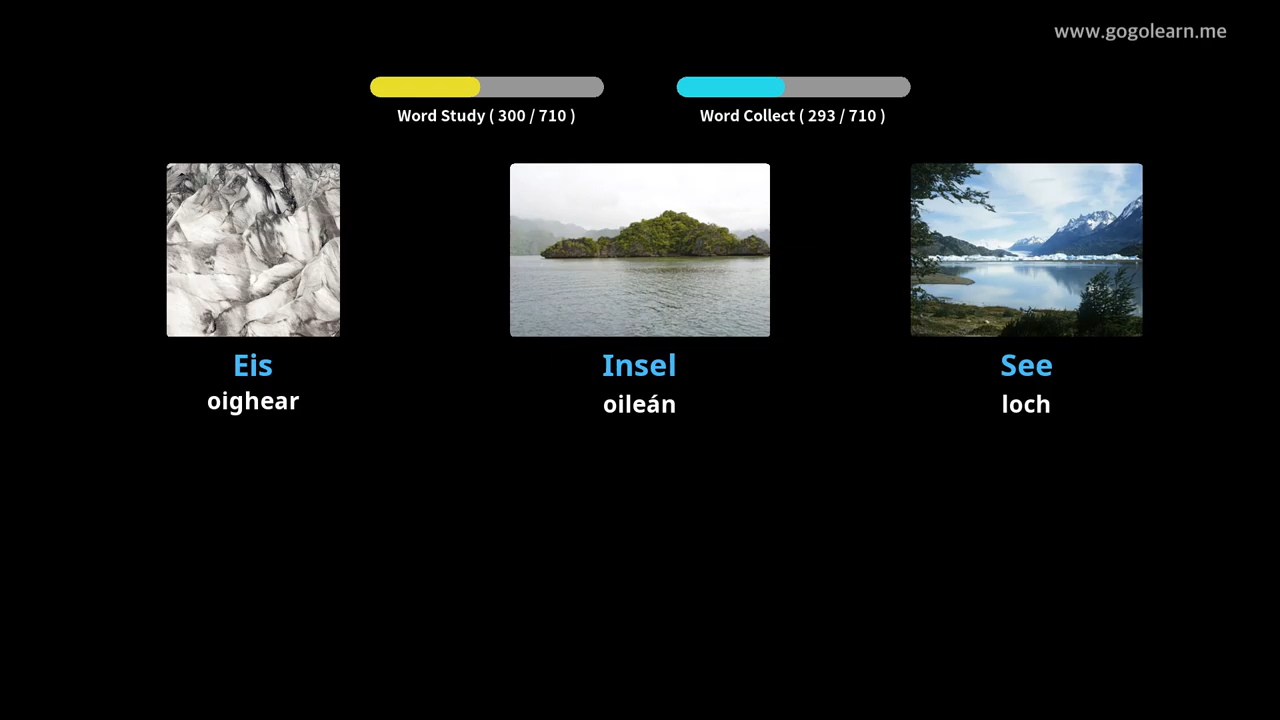 www.gogolearn.me
Word Study ( 300 / 710 )
Word Collect ( 293 / 710 )
Eis
oighear
Insel
oileán
See
loch